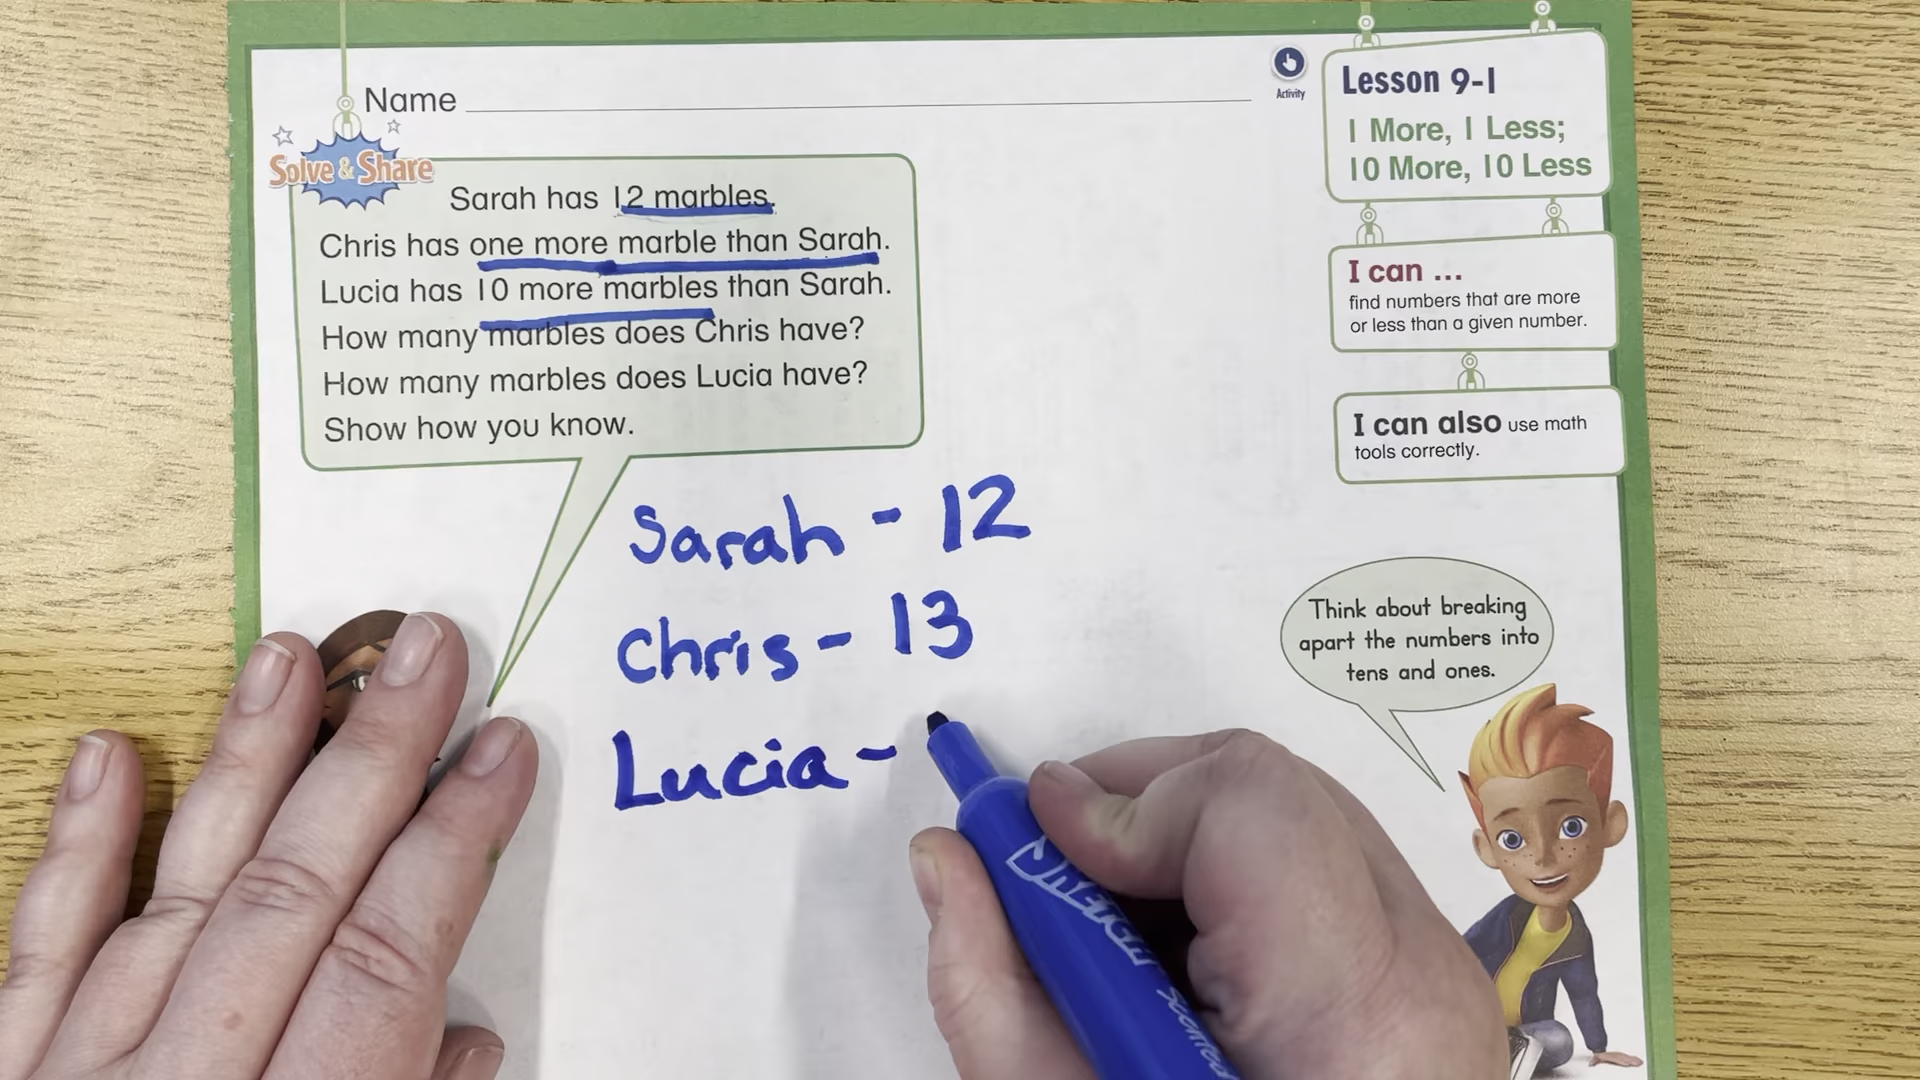 Name
Activity
Lesson 9-1
1 More, 1 Less;
10 More, 10 Less
Solve & Share
Sarah has 12 marbles.
Chris has one more marble than Sarah.
Lucia has 10 more marbles than Sarah.
How many marbles does Chris have?
How many marbles does Lucia have?
Show how you know.
I can ...
find numbers that are more
or less than a given number.
I can also use math
tools correctly.
Sarah - 12
Chris - 13
Lucia -
Think about breaking
apart the numbers into
tens and ones.